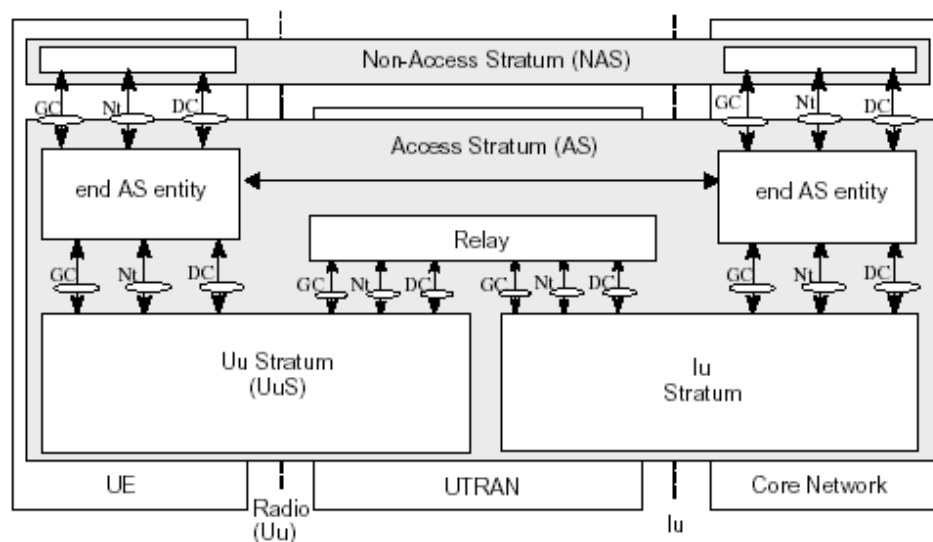 Non-Access Stratum (NAS)
GC Nt DC GC Nt DC
Access Stratum (AS)
end AS entity
end AS entity
Relay
GC Nt DC GC Nt DC GC Nt DC GC Nt DC
Uu Stratum
(UuS)
Iu
Stratum
UE
UTRAN
Core Network
Radio
(Uu)
Iu